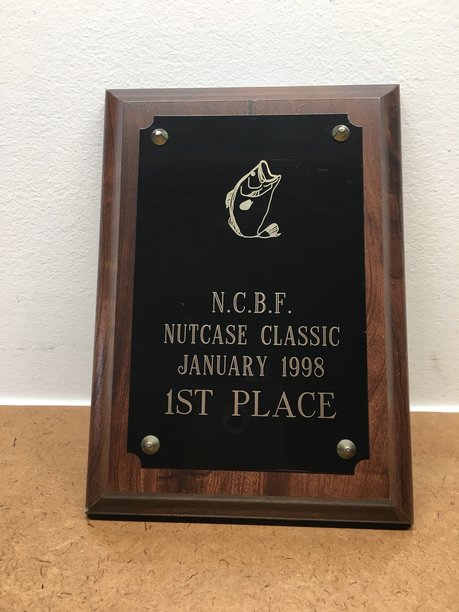 N.C.B.F.
NUTCASE CLASSIC
JANUARY 1998
1ST PLACE